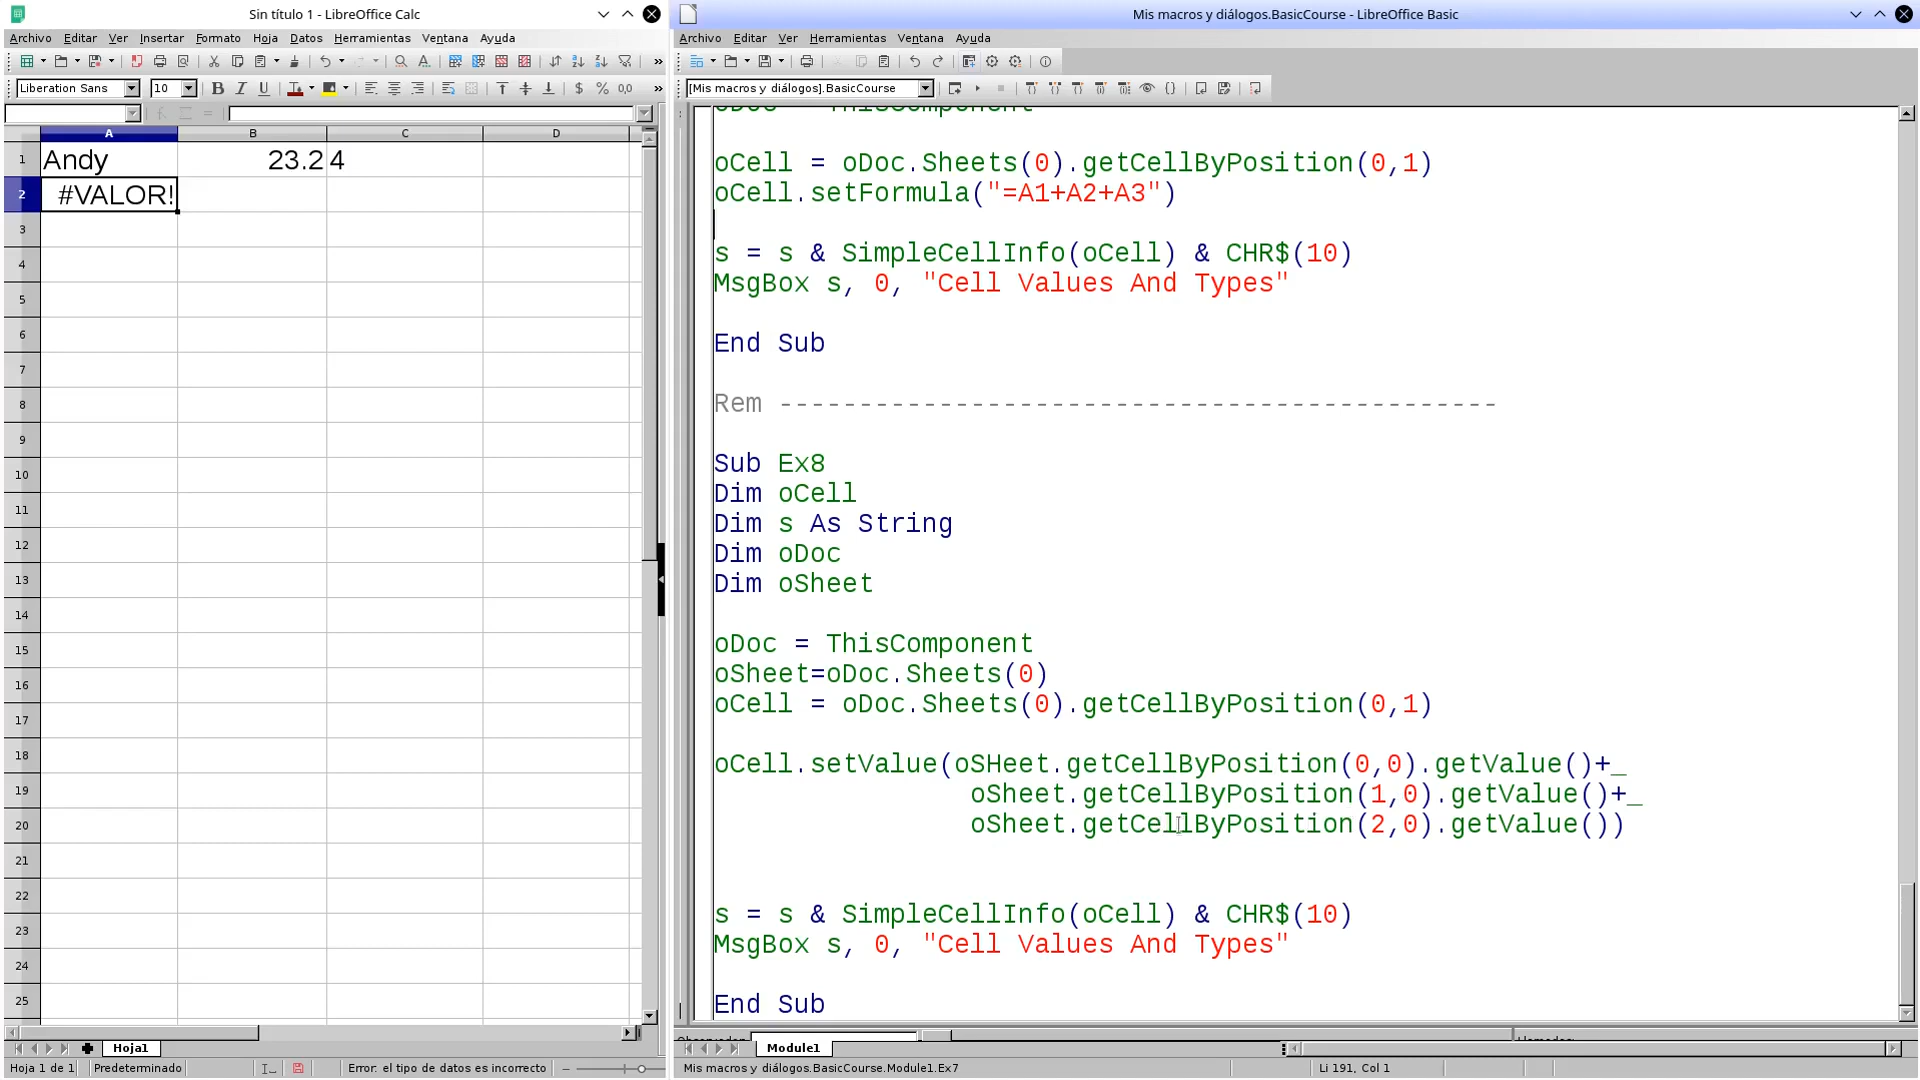 Sin título 1 - LibreOffice Calc
Archivo Editar Ver Insertar Formato Hoja Datos Herramientas Ventana Ayuda
Liberation Sans 10
A B C D
1 Andy 23.2 4
2 #VALOR!
3
4
5
6
7
8
9
10
11
12
13
14
15
16
17
18
19
20
21
22
23
24
25
Hoja1
Hoja 1 de 1 Predeterminado Error: el tipo de datos es incorrecto
Mis macros y diálogos.BasicCourse - LibreOffice Basic
Archivo Editar Ver Herramientas Ventana Ayuda
[Mis macros y diálogos].BasicCourse
oDoc = ThisComponent
oCell = oDoc.Sheets(0).getCellByPosition(0,1)
oCell.setFormula("=A1+A2+A3")
s = s & SimpleCellInfo(oCell) & CHR$(10)
MsgBox s, 0, "Cell Values And Types"
End Sub
Rem ---------------------------------------------
Sub Ex8
Dim oCell
Dim s As String
Dim oDoc
Dim oSheet
oDoc = ThisComponent
oSheet=oDoc.Sheets(0)
oCell = oDoc.Sheets(0).getCellByPosition(0,1)
oCell.setValue(oSHeet.getCellByPosition(0,0).getValue()+_
oSheet.getCellByPosition(1,0).getValue()+_
oSheet.getCellByPosition(2,0).getValue())
s = s & SimpleCellInfo(oCell) & CHR$(10)
MsgBox s, 0, "Cell Values And Types"
End Sub
Module1
Mis macros y diálogos.BasicCourse.Module1.Ex7 Li 191, Col 1